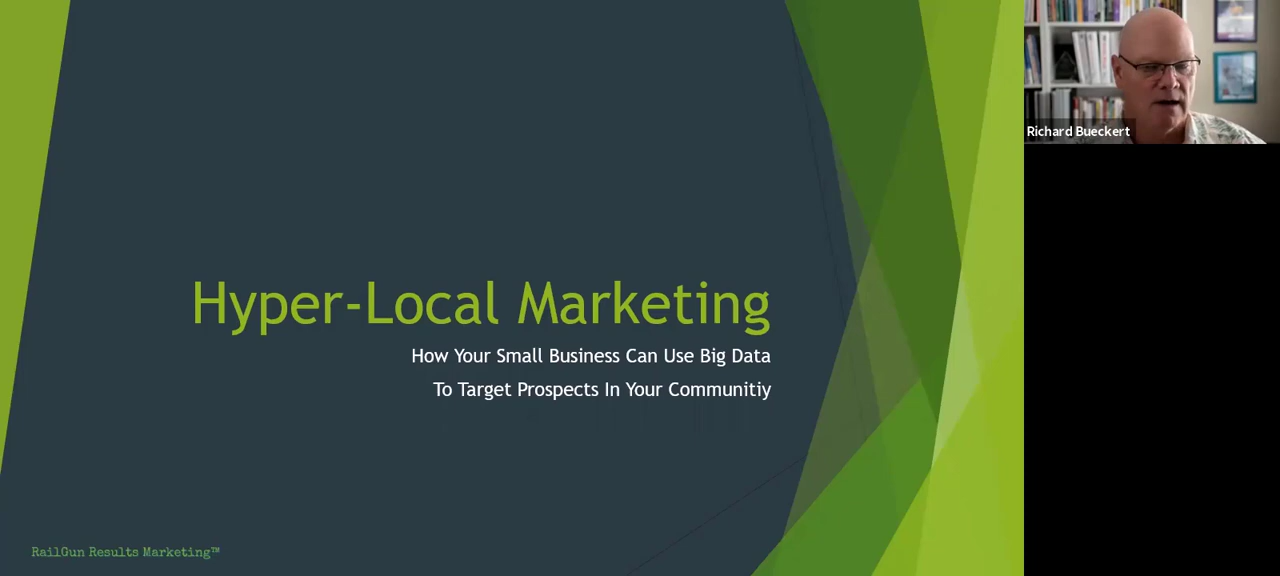 Hyper-Local Marketing
How Your Small Business Can Use Big Data
To Target Prospects In Your Communitiy
RailGun Results Marketing™
Richard Bueckert